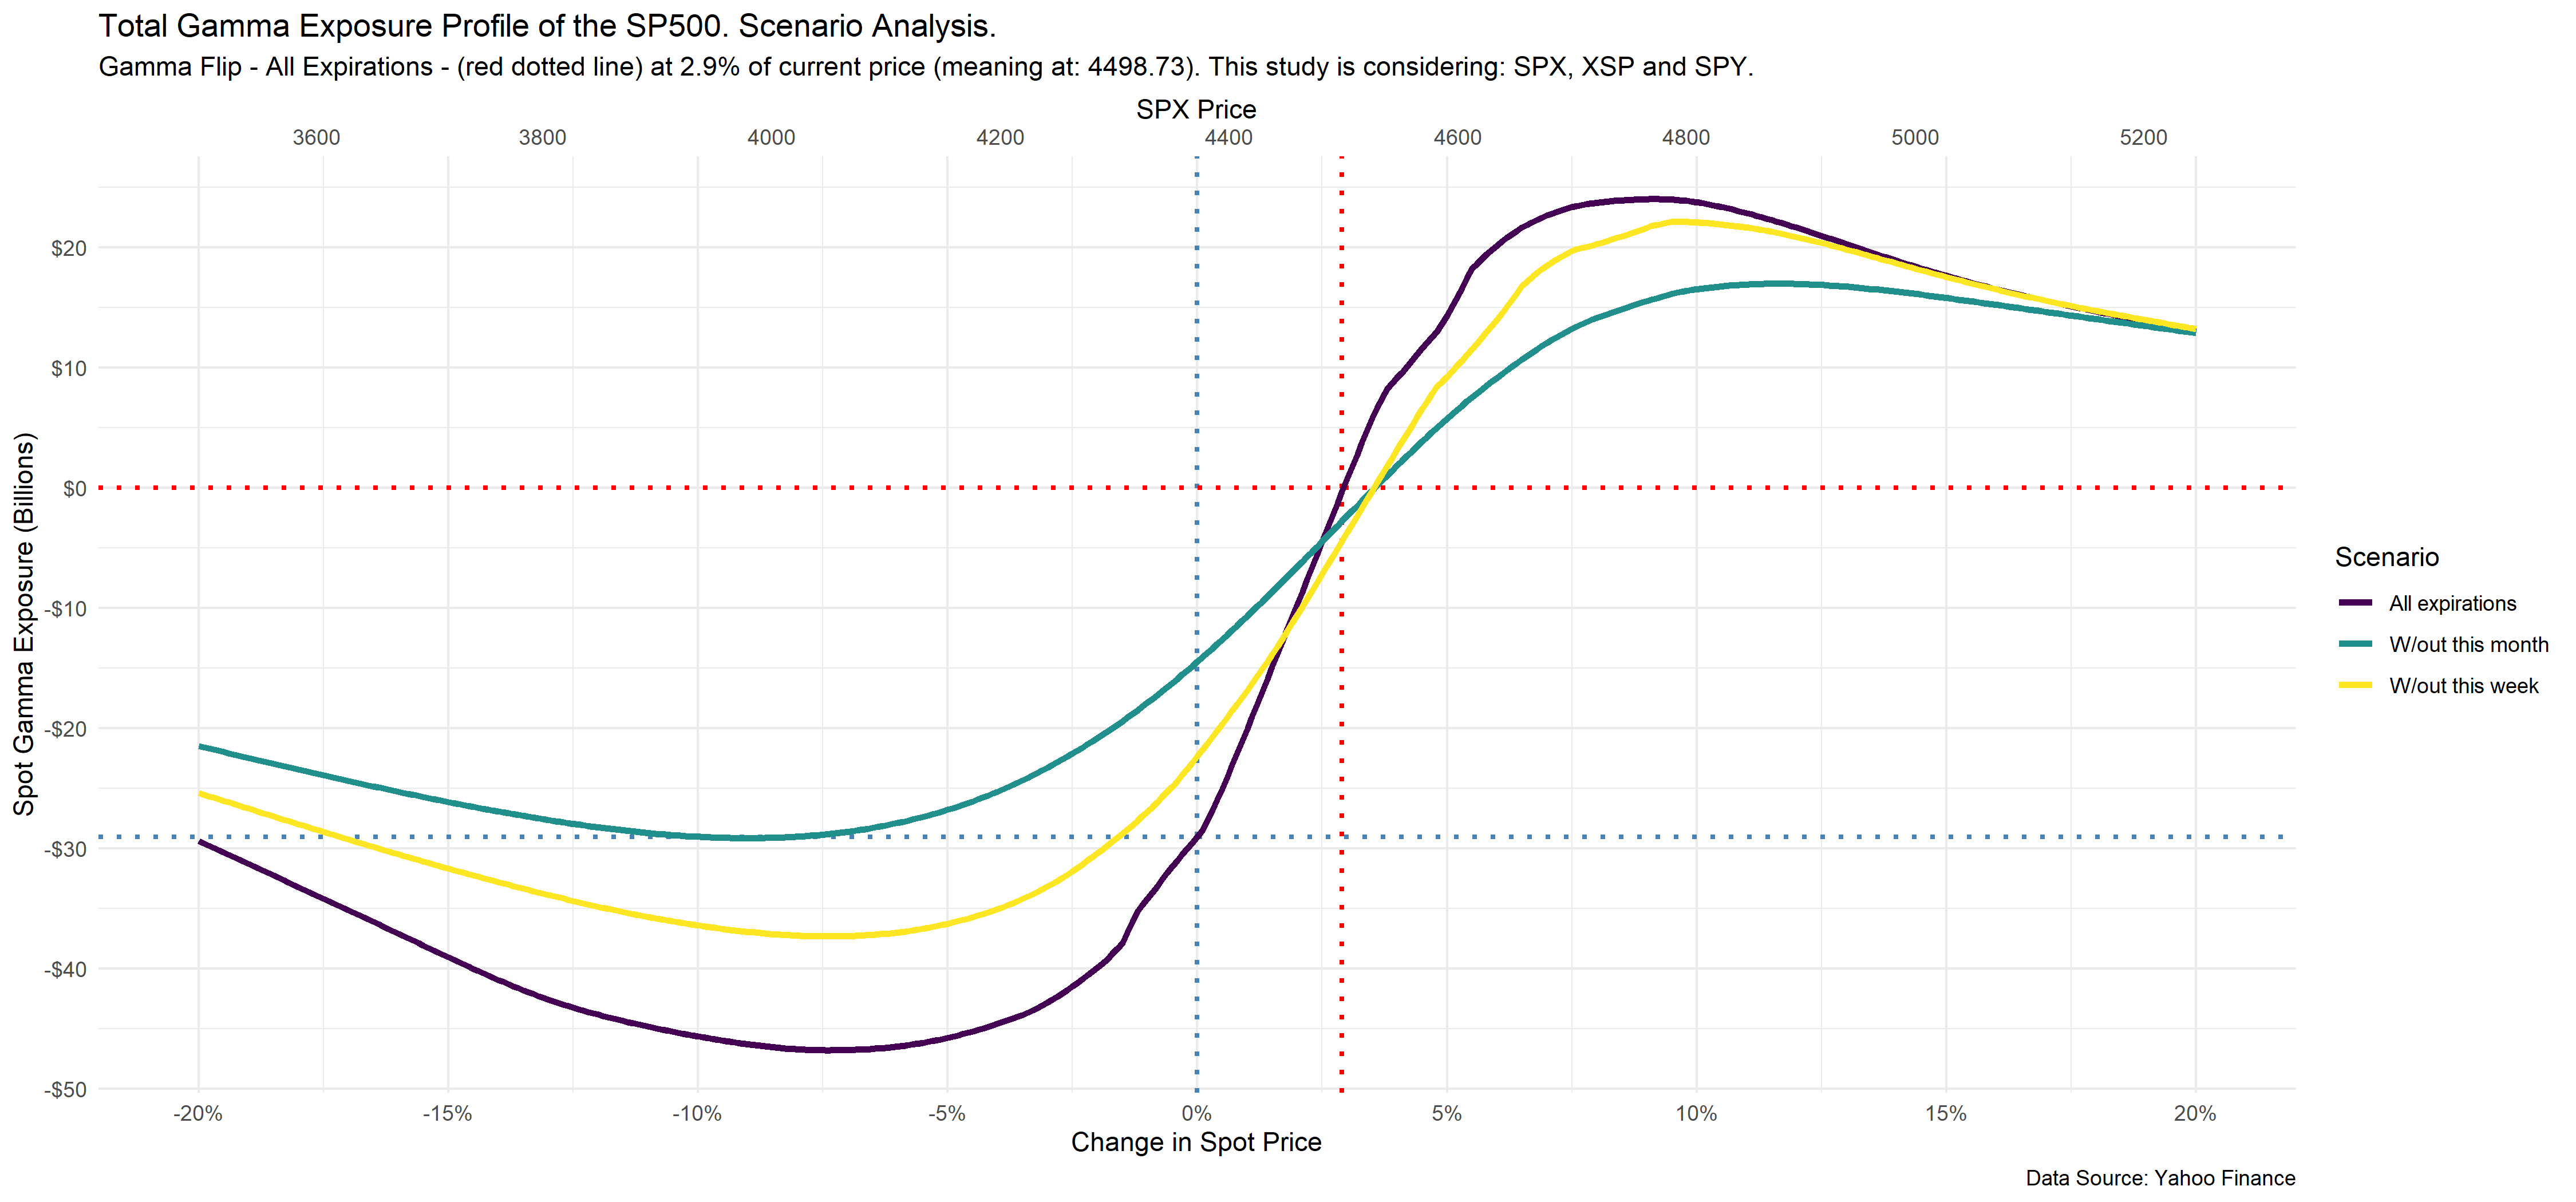 Total Gamma Exposure Profile of the SP500. Scenario Analysis.
Gamma Flip - All Expirations - (red dotted line) at 2.9% of current price (meaning at: 4498.73). This study is considering: SPX, XSP and SPY.
SPX Price
3600 3800 4000 4200 4400 4600 4800 5000 5200
Spot Gamma Exposure (Billions)
$20
$10
$0
-$10
-$20
-$30
-$40
-$50
-20% -15% -10% -5% 0% 5% 10% 15% 20%
Change in Spot Price
Scenario
All expirations
W/out this month
W/out this week
Data Source: Yahoo Finance